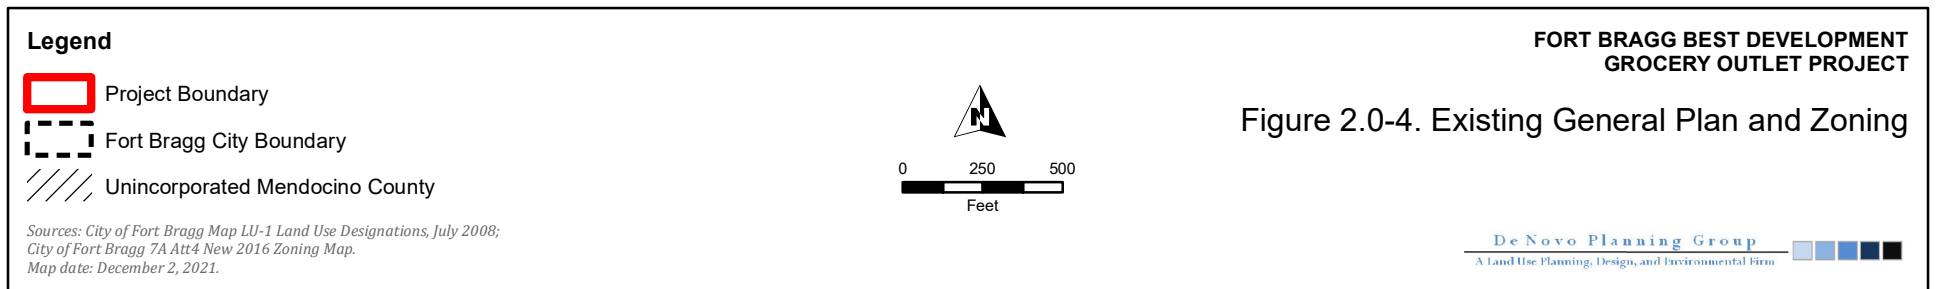 Legend
Project Boundary
Fort Bragg City Boundary
Unincorporated Mendocino County
Sources: City of Fort Bragg Map LU-1 Land Use Designations, July 2008;
City of Fort Bragg 7A Att4 New 2016 Zoning Map.
Map date: December 2, 2021.
N
0 250 500
Feet
FORT BRAGG BEST DEVELOPMENT
GROCERY OUTLET PROJECT
Figure 2.0-4. Existing General Plan and Zoning
De Novo Planning Group
A Land Use Planning, Design, and Environmental Firm